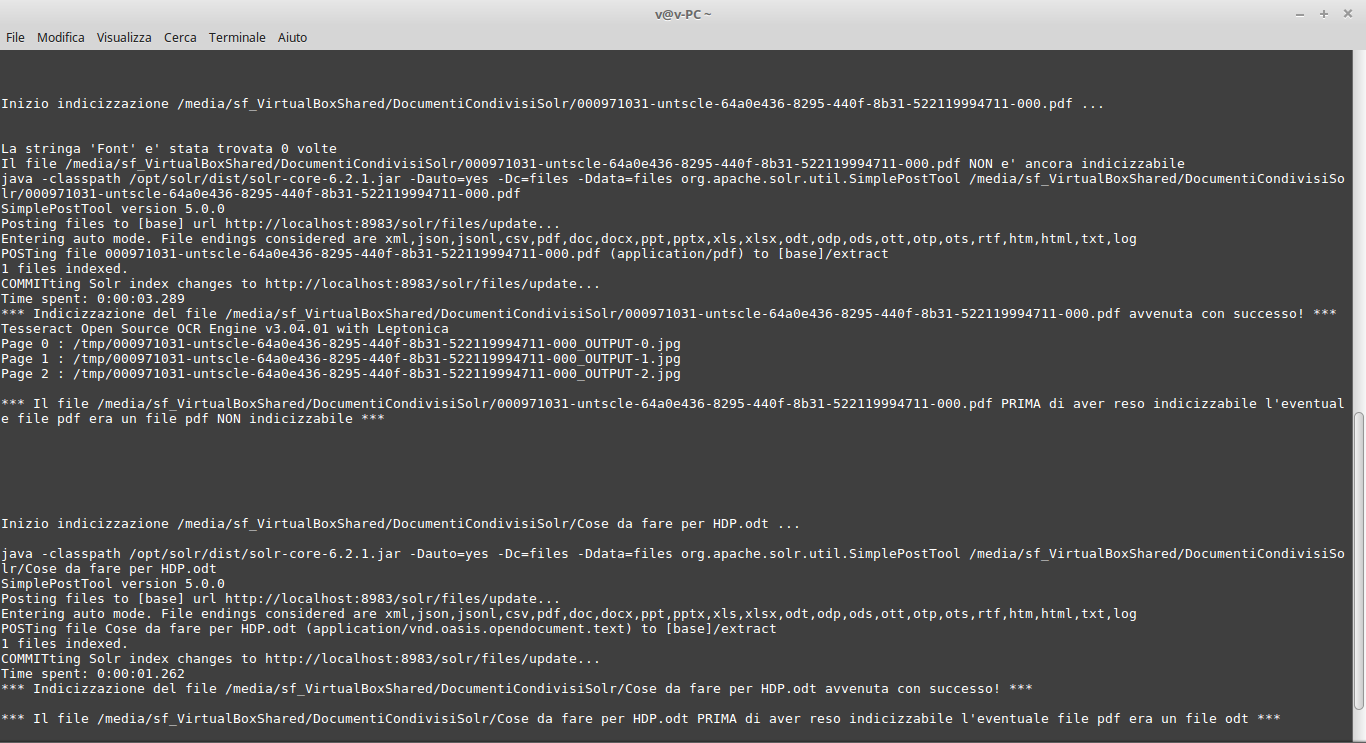 v@v-PC ~
File Modifica Visualizza Cerca Terminale Aiuto
Inizio indicizzazione /media/sf_VirtualBoxShared/DocumentiCondivisiSolr/000971031-untscle-64a0e436-8295-440f-8b31-522119994711-000.pdf ...
La stringa 'Font' e' stata trovata 0 volte
Il file /media/sf_VirtualBoxShared/DocumentiCondivisiSolr/000971031-untscle-64a0e436-8295-440f-8b31-522119994711-000.pdf NON e' ancora indicizzabile
java -classpath /opt/solr/dist/solr-core-6.2.1.jar -Dauto=yes -Dc=files -Ddata=files org.apache.solr.util.SimplePostTool /media/sf_VirtualBoxShared/DocumentiCondivisiSo
lr/000971031-untscle-64a0e436-8295-440f-8b31-522119994711-000.pdf
SimplePostTool version 5.0.0
Posting files to [base] url http://localhost:8983/solr/files/update...
Entering auto mode. File endings considered are xml,json,jsonl,csv,pdf,doc,docx,ppt,pptx,xls,xlsx,odt,odp,ods,ott,otp,ots,rtf,htm,html,txt,log
POSTing file 000971031-untscle-64a0e436-8295-440f-8b31-522119994711-000.pdf (application/pdf) to [base]/extract
1 files indexed.
COMMITting Solr index changes to http://localhost:8983/solr/files/update...
Time spent: 0:00:03.289
*** Indicizzazione del file /media/sf_VirtualBoxShared/DocumentiCondivisiSolr/000971031-untscle-64a0e436-8295-440f-8b31-522119994711-000.pdf avvenuta con successo! ***
Tesseract Open Source OCR Engine v3.04.01 with Leptonica
Page 0 : /tmp/000971031-untscle-64a0e436-8295-440f-8b31-522119994711-000_OUTPUT-0.jpg
Page 1 : /tmp/000971031-untscle-64a0e436-8295-440f-8b31-522119994711-000_OUTPUT-1.jpg
Page 2 : /tmp/000971031-untscle-64a0e436-8295-440f-8b31-522119994711-000_OUTPUT-2.jpg
*** Il file /media/sf_VirtualBoxShared/DocumentiCondivisiSolr/000971031-untscle-64a0e436-8295-440f-8b31-522119994711-000.pdf PRIMA di aver reso indicizzabile l'eventual
e file pdf era un file pdf NON indicizzabile ***
Inizio indicizzazione /media/sf_VirtualBoxShared/DocumentiCondivisiSolr/Cose da fare per HDP.odt ...
java -classpath /opt/solr/dist/solr-core-6.2.1.jar -Dauto=yes -Dc=files -Ddata=files org.apache.solr.util.SimplePostTool /media/sf_VirtualBoxShared/DocumentiCondivisiSo
lr/Cose da fare per HDP.odt
SimplePostTool version 5.0.0
Posting files to [base] url http://localhost:8983/solr/files/update...
Entering auto mode. File endings considered are xml,json,jsonl,csv,pdf,doc,docx,ppt,pptx,xls,xlsx,odt,odp,ods,ott,otp,ots,rtf,htm,html,txt,log
POSTing file Cose da fare per HDP.odt (application/vnd.oasis.opendocument.text) to [base]/extract
1 files indexed.
COMMITting Solr index changes to http://localhost:8983/solr/files/update...
Time spent: 0:00:01.262
*** Indicizzazione del file /media/sf_VirtualBoxShared/DocumentiCondivisiSolr/Cose da fare per HDP.odt avvenuta con successo! ***
*** Il file /media/sf_VirtualBoxShared/DocumentiCondivisiSolr/Cose da fare per HDP.odt PRIMA di aver reso indicizzabile l'eventuale file pdf era un file odt ***